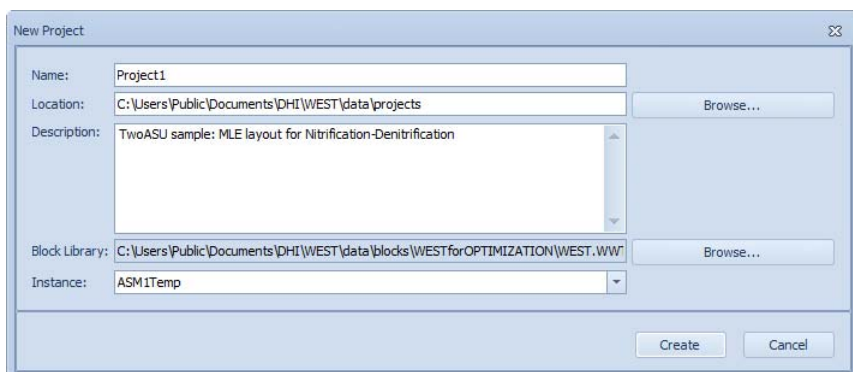 New Project
Name: Project1
Location: C:\Users\Public\Documents\DHI\WEST\data\projects Browse...
Description: TwoASU sample: MLE layout for Nitrification-Denitrification
Block Library: C:\Users\Public\Documents\DHI\WEST\data\blocks\WESTforOPTIMIZATION\WEST.WWT Browse...
Instance: ASM1Temp
Create Cancel